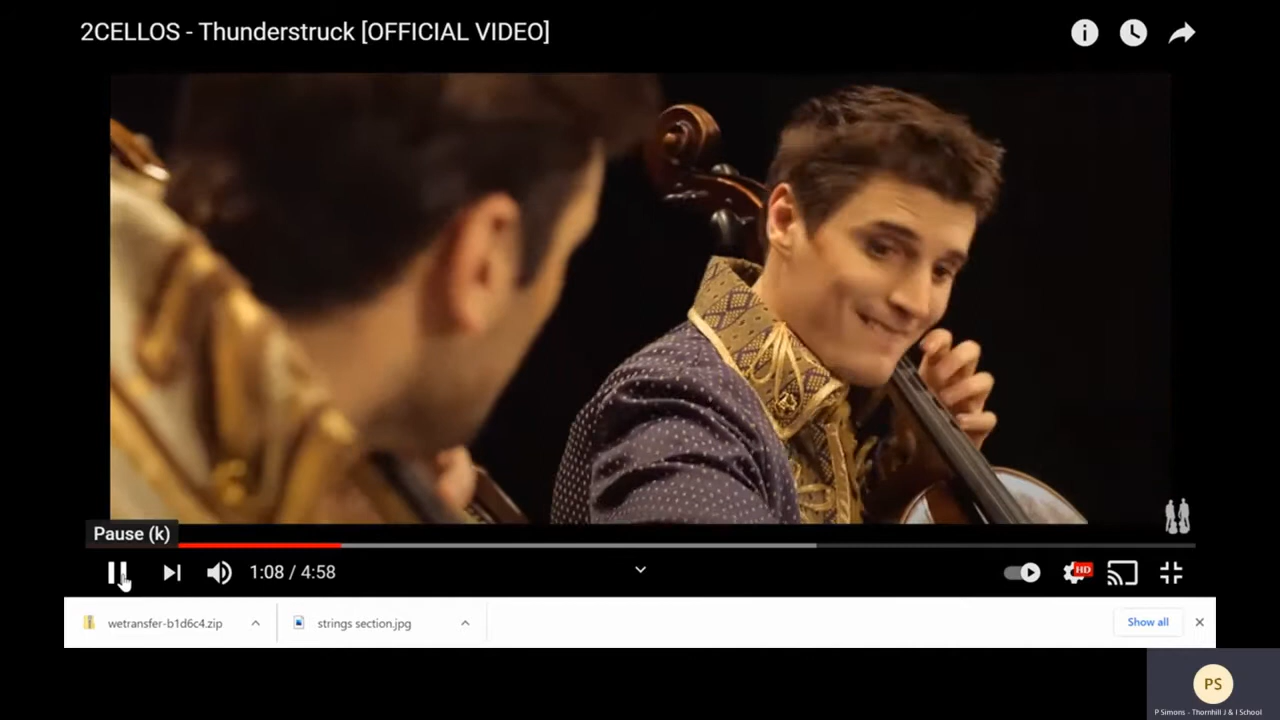 2CELLOS - Thunderstruck [OFFICIAL VIDEO]
Pause (k)
1:08 / 4:58
HD
wetransfer-b1d6c4.zip
strings section.jpg
Show all
PS
P Simons - Thornhill J & I School